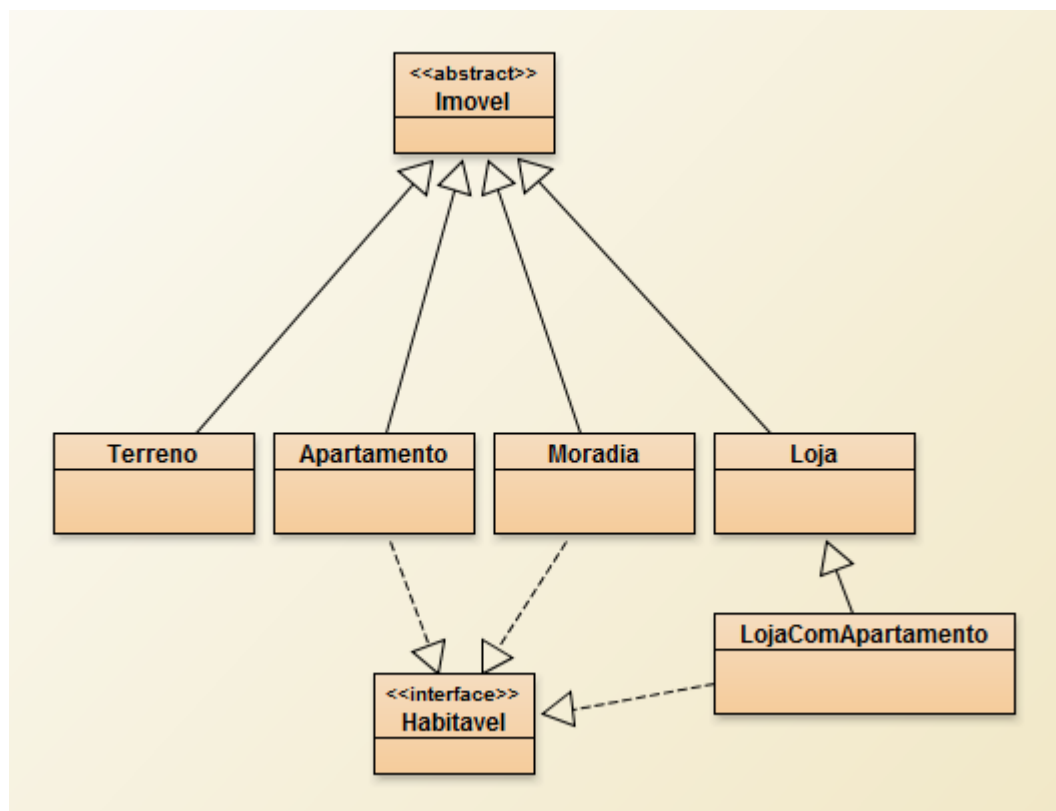 <<abstract>>
Imovel
Terreno
Apartamento
Moradia
Loja
LojaComApartamento
<<interface>>
Habitavel